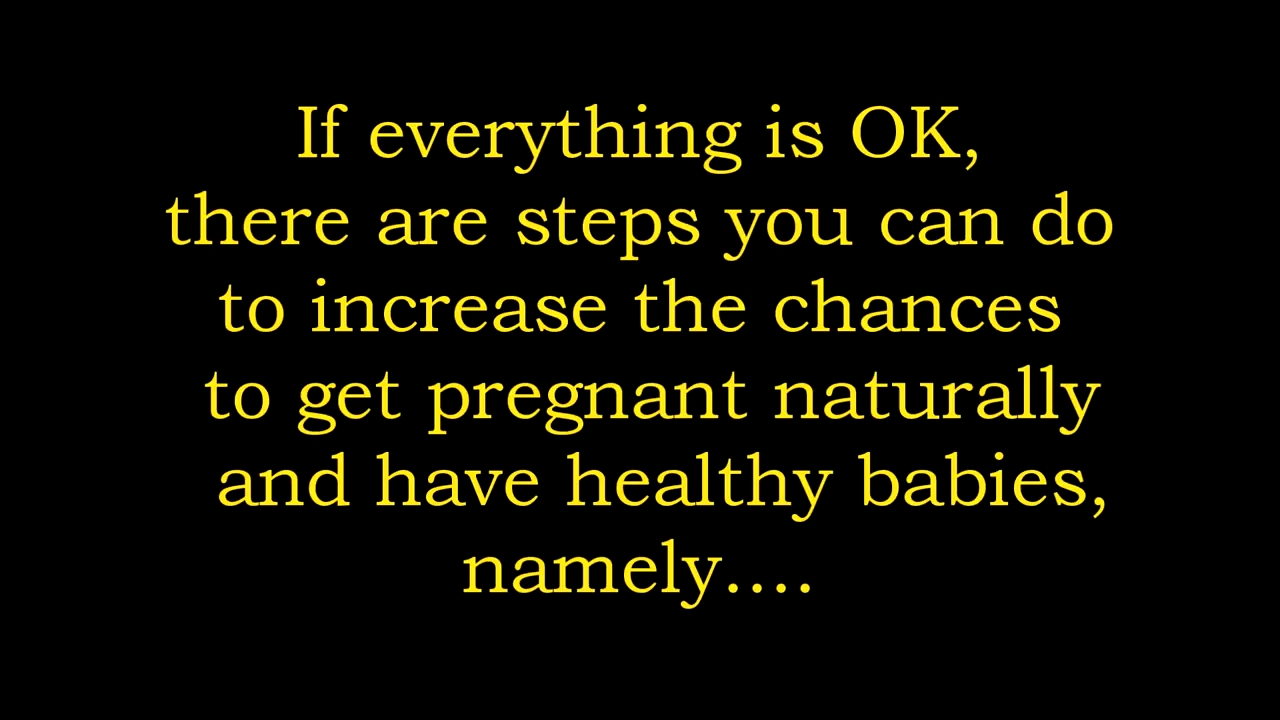 If everything is OK,
there are steps you can do
to increase the chances
to get pregnant naturally
and have healthy babies,
namely....